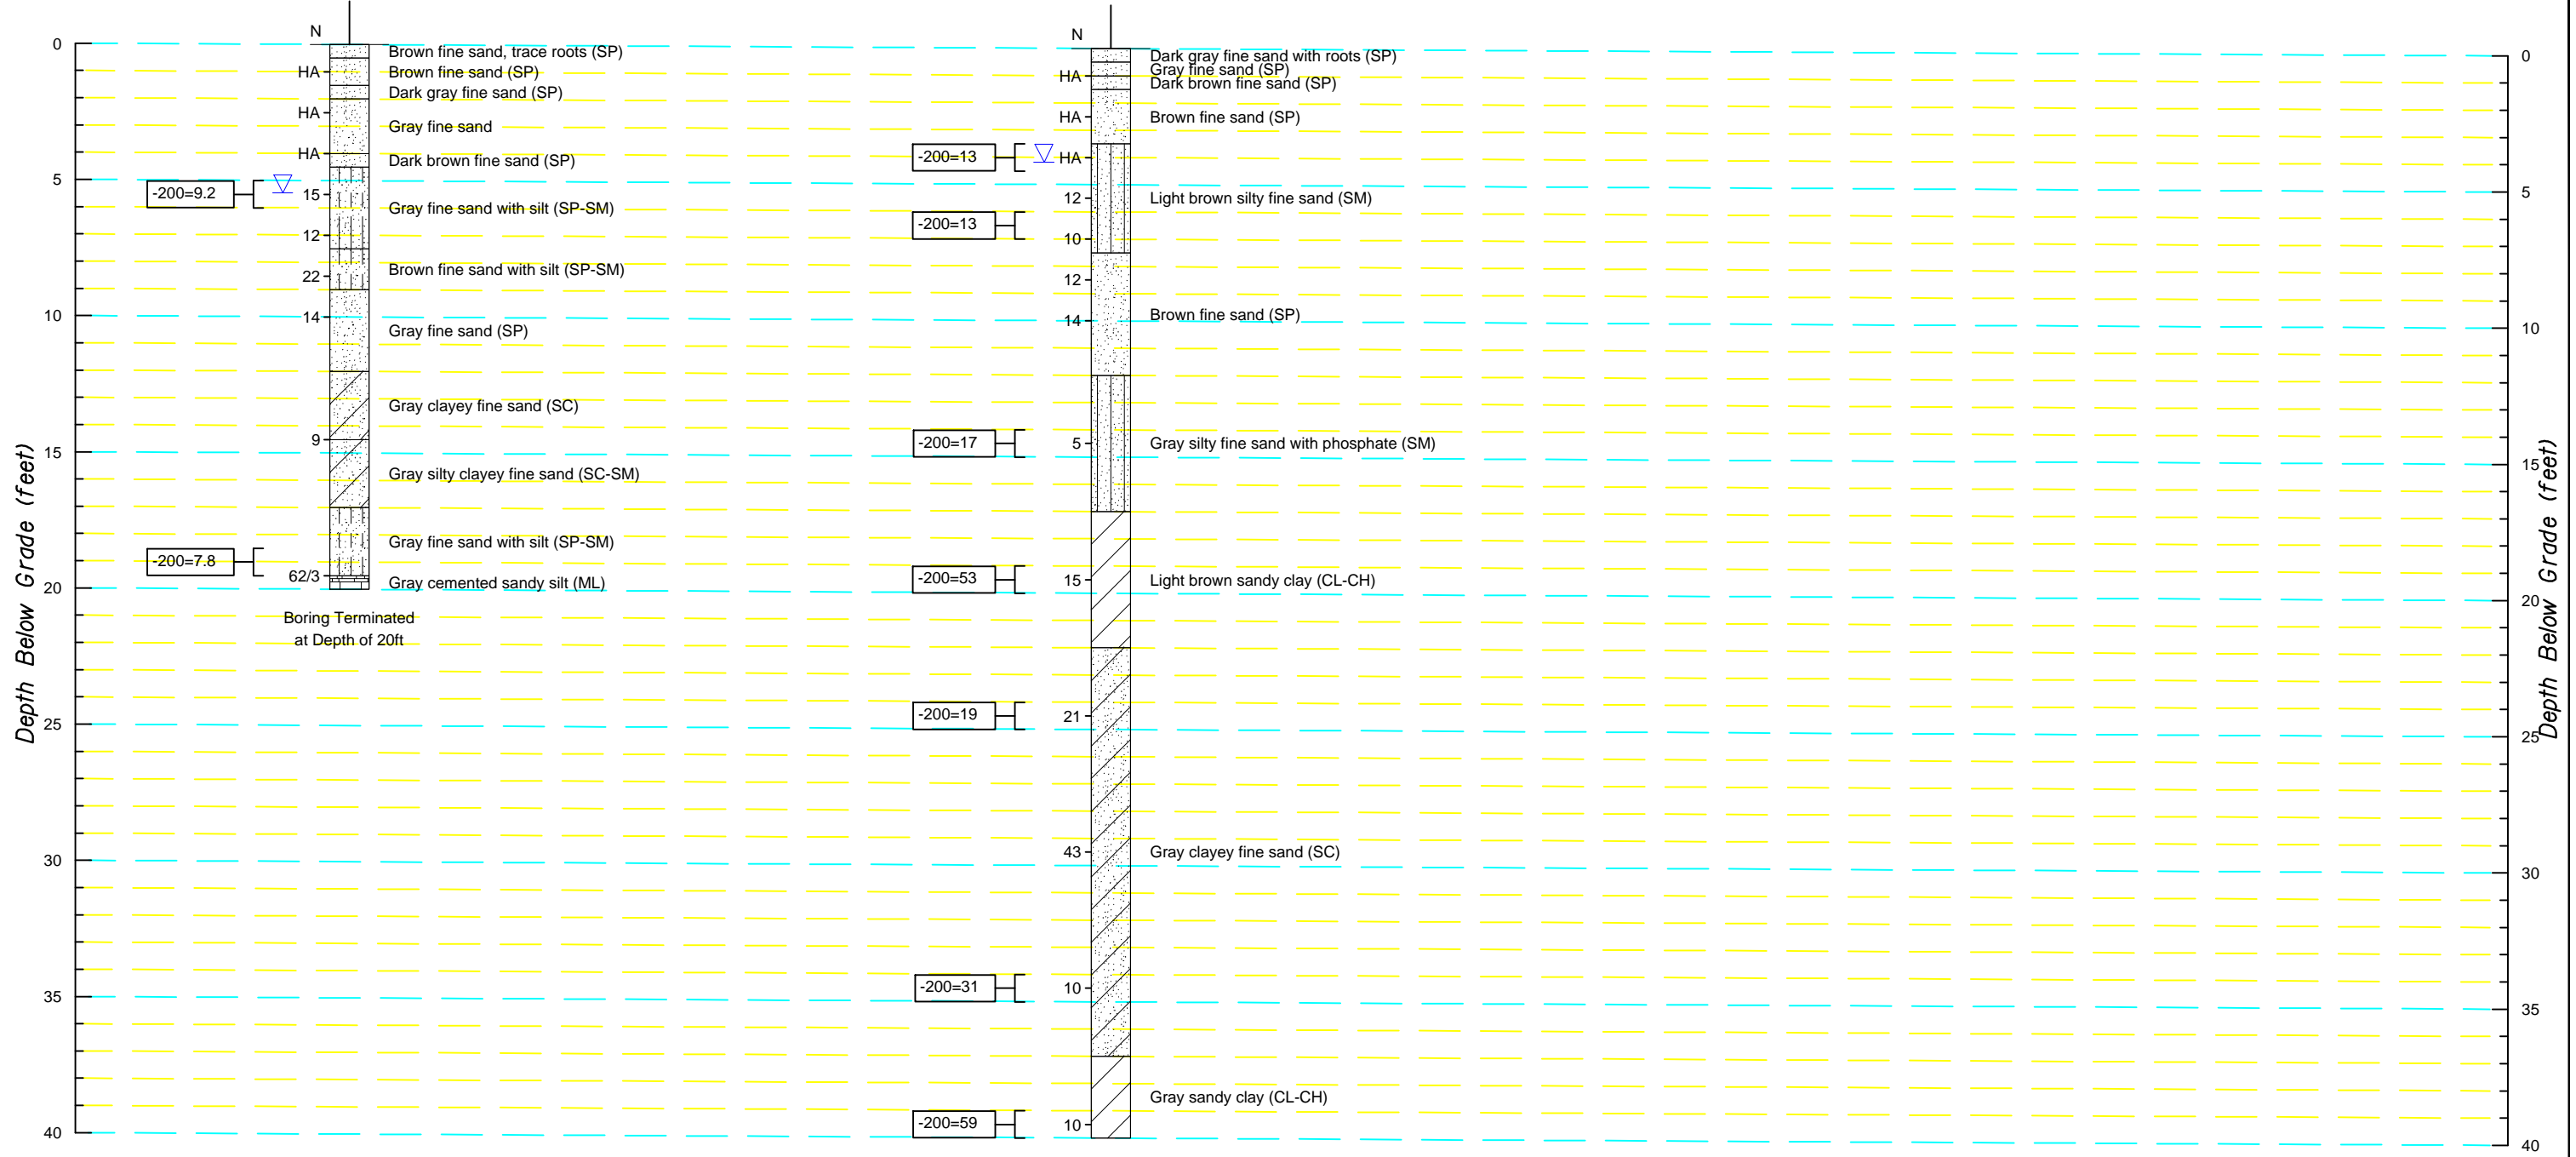 N
Brown fine sand, trace roots (SP)
HA
Brown fine sand (SP)
Dark gray fine sand (SP)
HA
Gray fine sand
HA
Dark brown fine sand (SP)
-200=9.2
15
Gray fine sand with silt (SP-SM)
12
22
Brown fine sand with silt (SP-SM)
14
Gray fine sand (SP)
Gray clayey fine sand (SC)
9
Gray silty clayey fine sand (SC-SM)
Gray fine sand with silt (SP-SM)
-200=7.8
62/3
Gray cemented sandy silt (ML)
Boring Terminated
at Depth of 20ft
N
Dark gray fine sand with roots (SP)
Gray fine sand (SP)
HA
Dark brown fine sand (SP)
HA
Brown fine sand (SP)
-200=13
HA
12
Light brown silty fine sand (SM)
-200=13
10
12
Brown fine sand (SP)
14
-200=17
5
Gray silty fine sand with phosphate (SM)
-200=53
15
Light brown sandy clay (CL-CH)
-200=19
21
43
Gray clayey fine sand (SC)
-200=31
10
Gray sandy clay (CL-CH)
-200=59
10
Depth Below Grade (feet)
0
5
10
15
20
25
30
35
40
Depth Below Grade (feet)
0
5
10
15
20
25
30
35
40